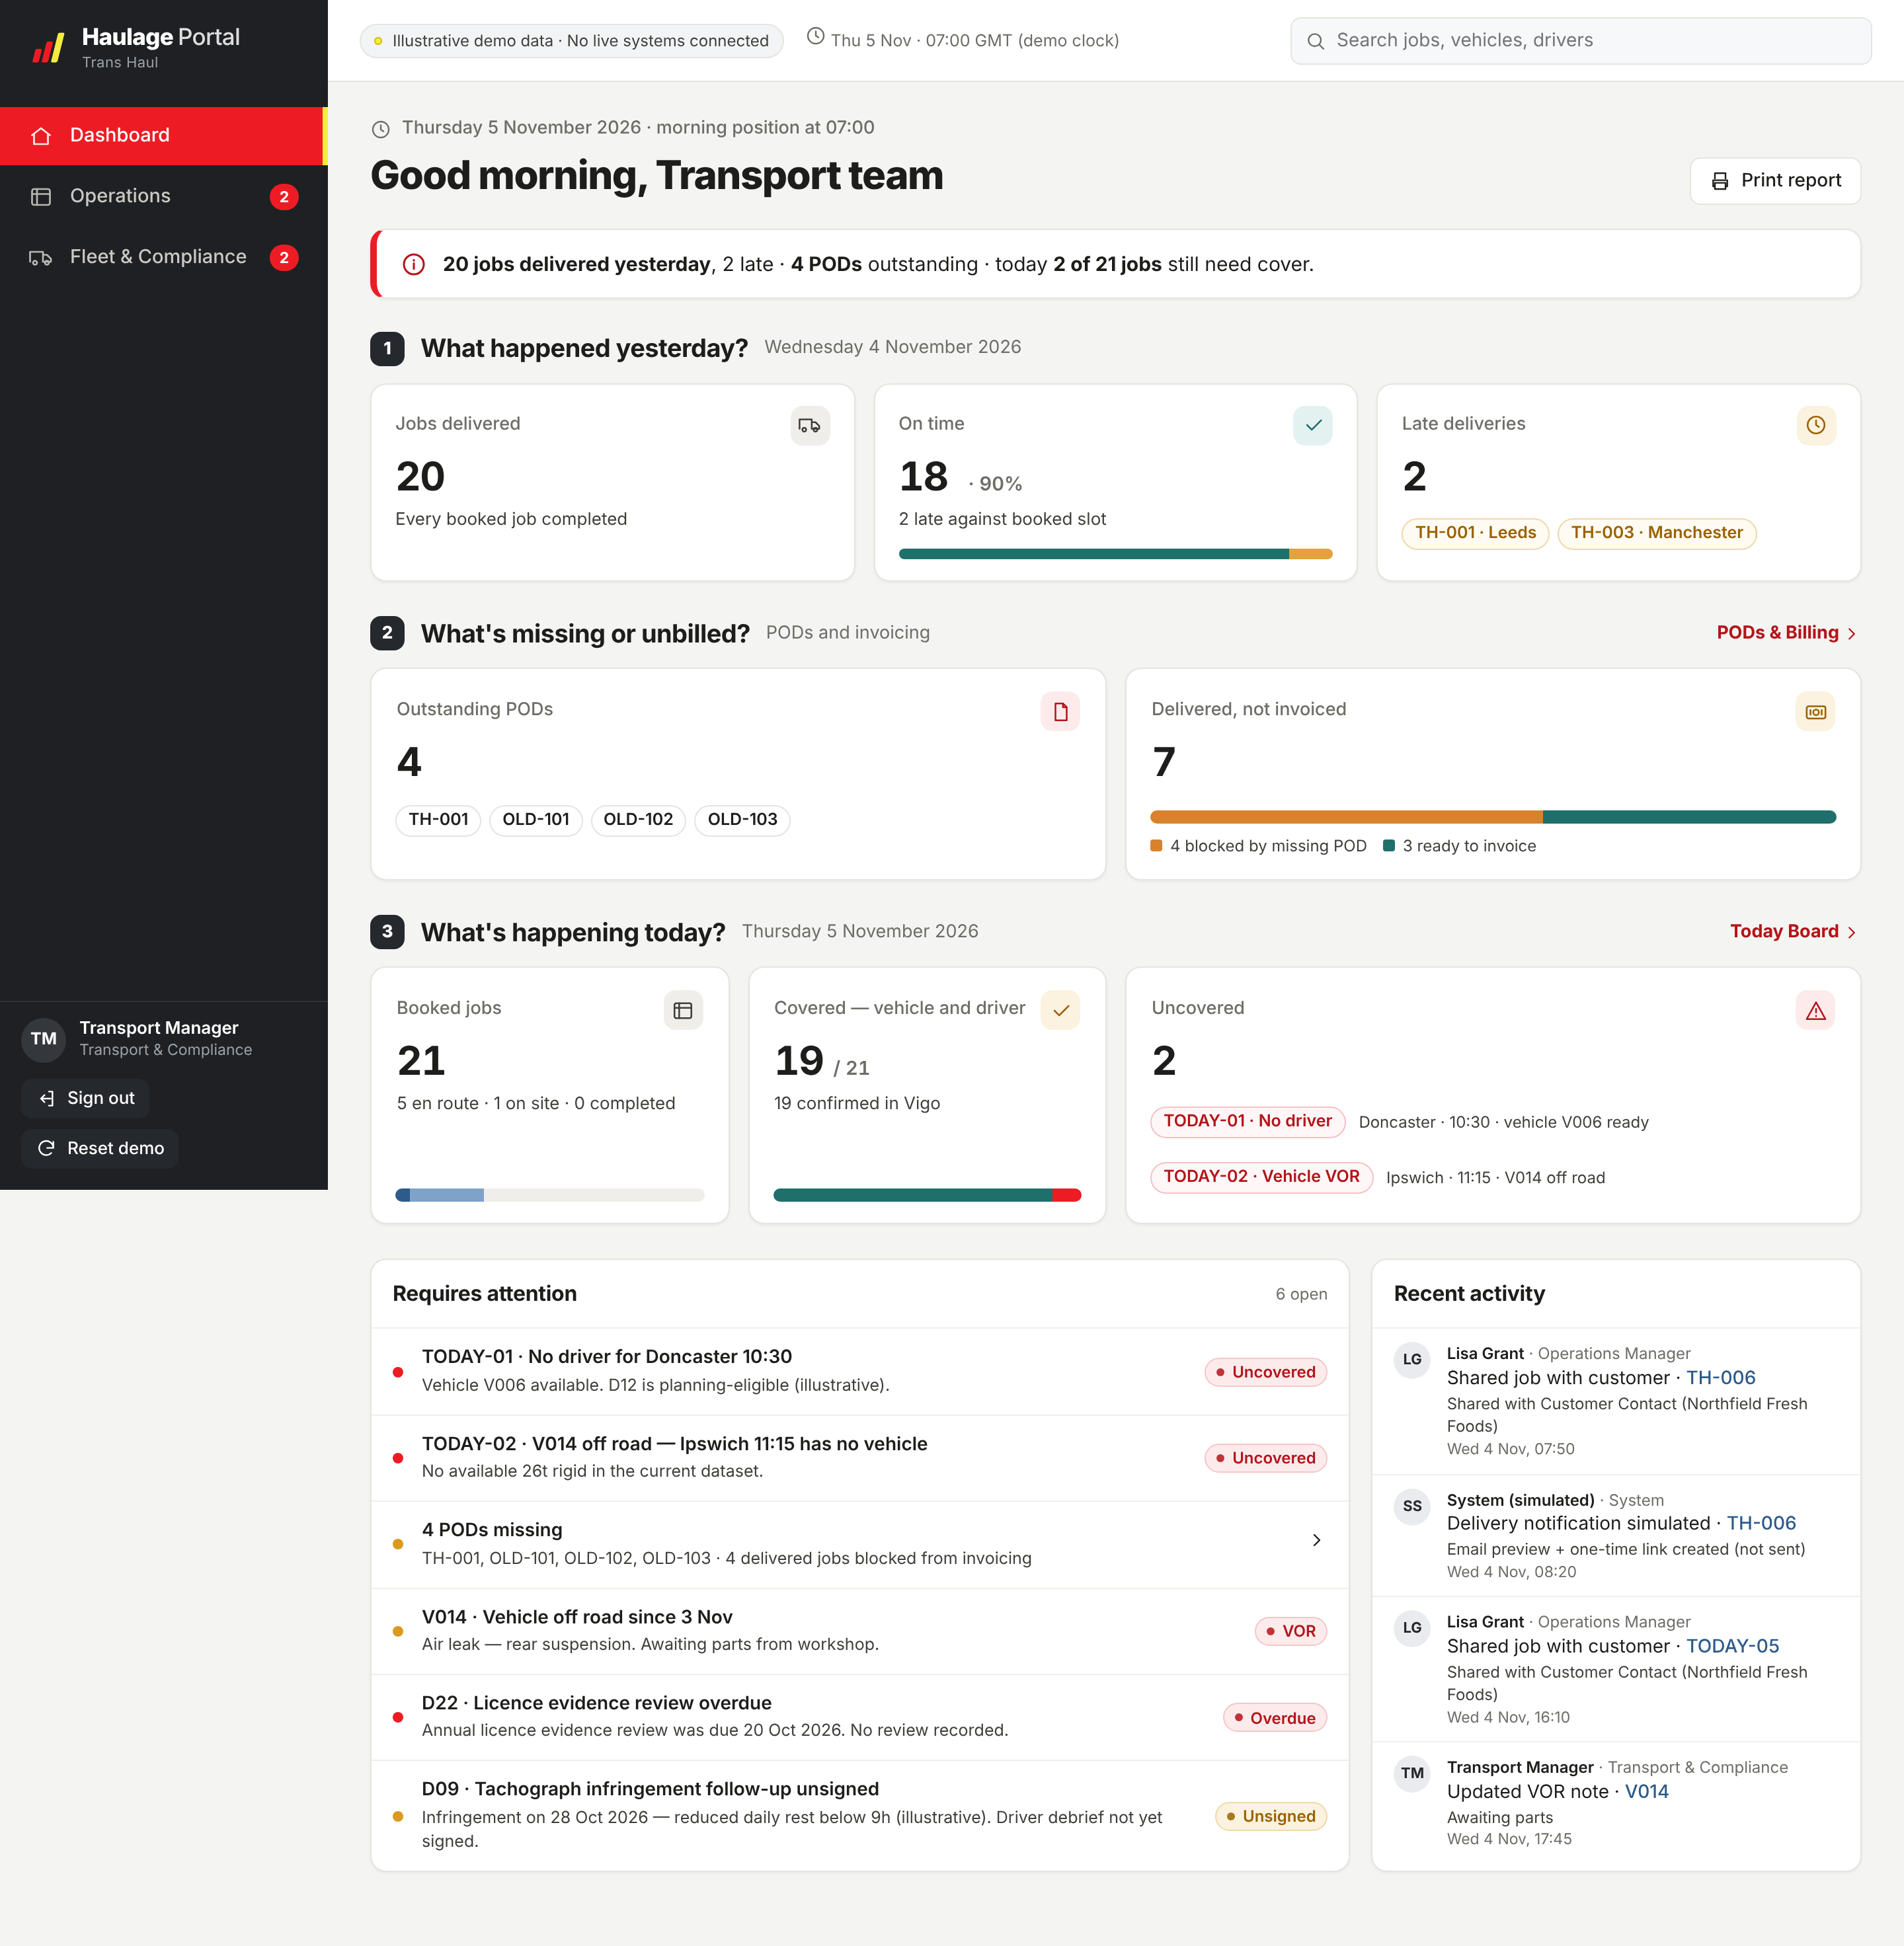 Haulage Portal
Trans Haul
Dashboard
Operations 2
Fleet & Compliance 2
TM
Transport Manager
Transport & Compliance
Sign out
Reset demo
Illustrative demo data · No live systems connected
Thu 5 Nov · 07:00 GMT (demo clock)
Search jobs, vehicles, drivers
Thursday 5 November 2026 · morning position at 07:00
Good morning, Transport team
Print report
20 jobs delivered yesterday, 2 late · 4 PODs outstanding · today 2 of 21 jobs still need cover.
1 What happened yesterday? Wednesday 4 November 2026
Jobs delivered
20
Every booked job completed
On time
18 · 90%
2 late against booked slot
Late deliveries
2
TH-001 · Leeds
TH-003 · Manchester
2 What's missing or unbilled? PODs and invoicing
PODs & Billing
Outstanding PODs
4
TH-001
OLD-101
OLD-102
OLD-103
Delivered, not invoiced
7
4 blocked by missing POD
3 ready to invoice
3 What's happening today? Thursday 5 November 2026
Today Board
Booked jobs
21
5 en route · 1 on site · 0 completed
Covered — vehicle and driver
19 / 21
19 confirmed in Vigo
Uncovered
2
TODAY-01 · No driver
Doncaster · 10:30 · vehicle V006 ready
TODAY-02 · Vehicle VOR
Ipswich · 11:15 · V014 off road
Requires attention
6 open
TODAY-01 · No driver for Doncaster 10:30
Vehicle V006 available. D12 is planning-eligible (illustrative).
Uncovered
TODAY-02 · V014 off road — Ipswich 11:15 has no vehicle
No available 26t rigid in the current dataset.
Uncovered
4 PODs missing
TH-001, OLD-101, OLD-102, OLD-103 · 4 delivered jobs blocked from invoicing
V014 · Vehicle off road since 3 Nov
Air leak — rear suspension. Awaiting parts from workshop.
VOR
D22 · Licence evidence review overdue
Annual licence evidence review was due 20 Oct 2026. No review recorded.
Overdue
D09 · Tachograph infringement follow-up unsigned
Infringement on 28 Oct 2026 — reduced daily rest below 9h (illustrative). Driver debrief not yet
signed.
Unsigned
Recent activity
LG
Lisa Grant · Operations Manager
Shared job with customer · TH-006
Shared with Customer Contact (Northfield Fresh
Foods)
Wed 4 Nov, 07:50
SS
System (simulated) · System
Delivery notification simulated · TH-006
Email preview + one-time link created (not sent)
Wed 4 Nov, 08:20
LG
Lisa Grant · Operations Manager
Shared job with customer · TODAY-05
Shared with Customer Contact (Northfield Fresh
Foods)
Wed 4 Nov, 16:10
TM
Transport Manager · Transport & Compliance
Updated VOR note · V014
Awaiting parts
Wed 4 Nov, 17:45